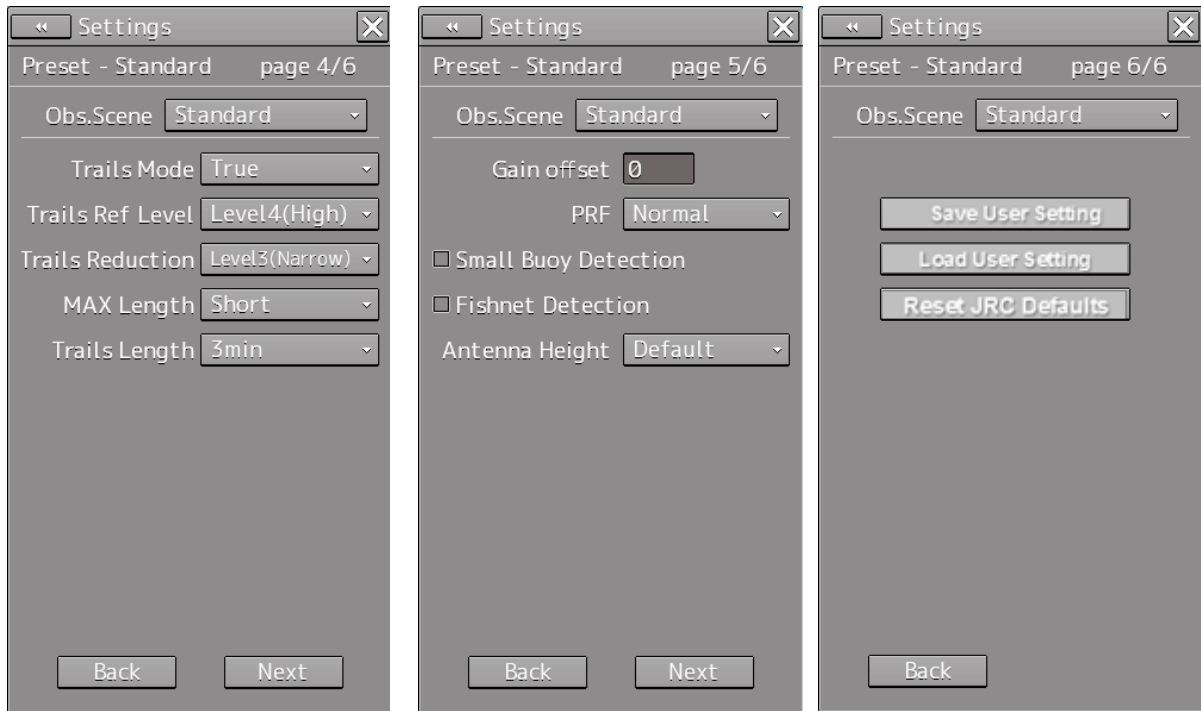 Settings
Preset - Standard page 4/6
Obs.Scene Standard
Trails Mode True
Trails Ref Level Level4(High)
Trails Reduction Level3(Narrow)
MAX Length Short
Trails Length 3min
Back Next
Settings
Preset - Standard page 5/6
Obs.Scene Standard
Gain offset 0
PRF Normal
Small Buoy Detection
Fishnet Detection
Antenna Height Default
Back Next
Settings
Preset - Standard page 6/6
Obs.Scene Standard
Save User Setting
Load User Setting
Reset JRC Defaults
Back